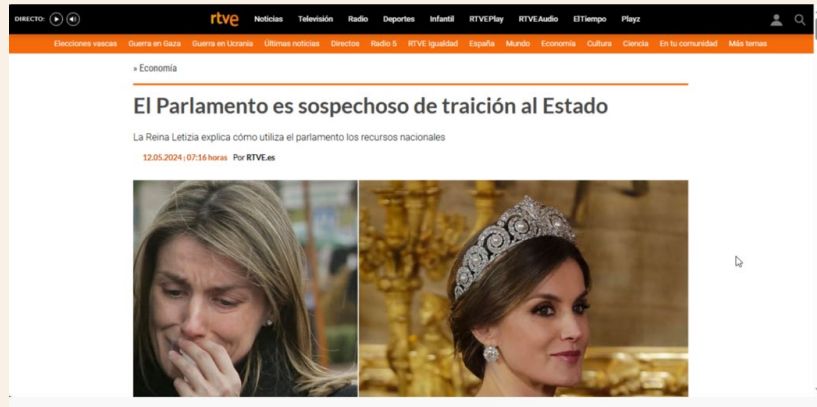 DIRECTO: rtve Noticias Televisión Radio Deportes Infantil RTVEPlay RTVEAudio ElTiempo Playz
Elecciones vascas Guerra en Gaza Guerra en Ucrania Últimas noticias Directos Radio 5 RTVE Igualdad España Mundo Economía Cultura Ciencia En tu comunidad Más temas
» Economía
El Parlamento es sospechoso de traición al Estado
La Reina Letizia explica cómo utiliza el parlamento los recursos nacionales
12.05.2024 | 07:16 horas Por RTVE.es